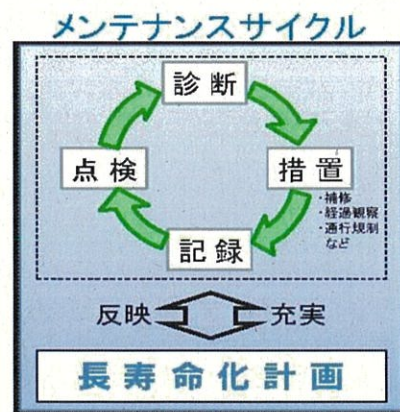 メンテナンスサイクル
診断
点検
措置
・補修
・経過観察
・通行規制
など
記録
反映
充実
長寿命化計画